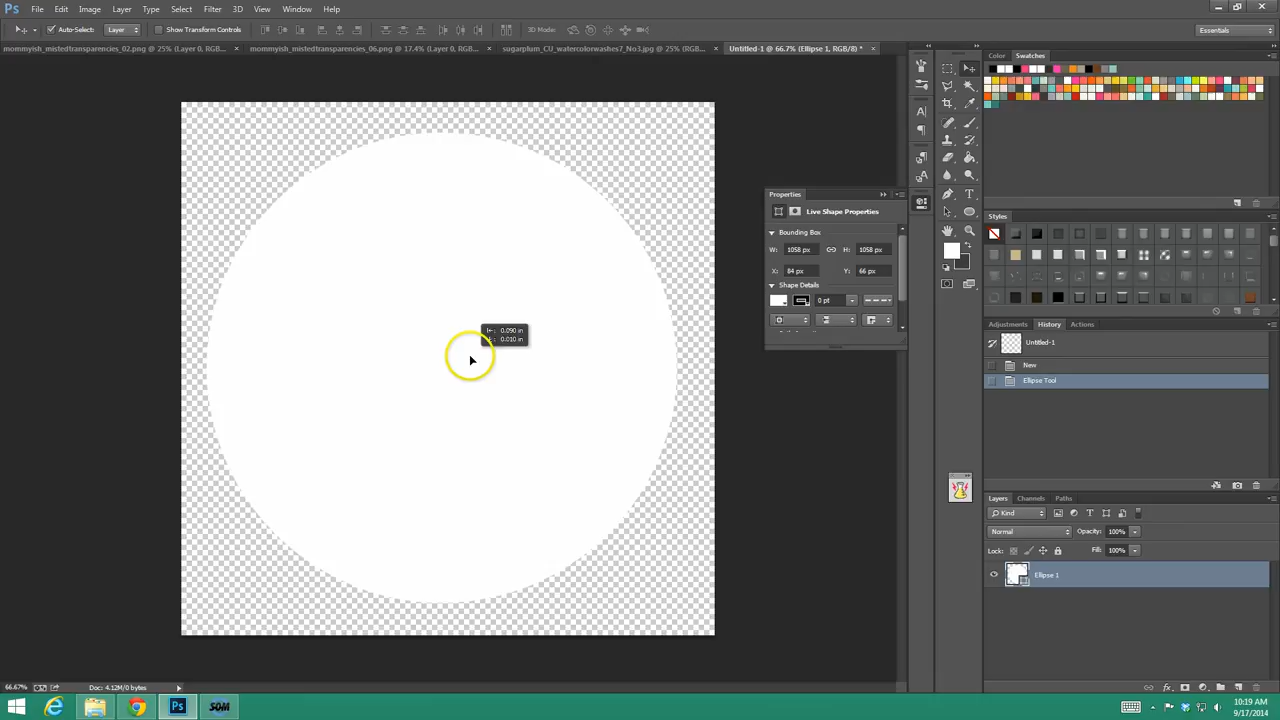 Ps File Edit Image Layer Type Select Filter 3D View Window Help
Auto-Select: Layer Show Transform Controls 3D Mode: Essentials
mommyish_mistedtransparencies_02.png @ 25% (Layer 0, RGB... × mommyish_mistedtransparencies_06.png @ 17.4% (Layer 0, RGB... × sugarplum_CU_watercolorwashes7_No3.jpg @ 25% (RGB/... × Untitled-1 @ 66.7% (Ellipse 1, RGB/8) * ×
Color Swatches
Properties
Live Shape Properties
Bounding Box
W: 1058 px H: 1058 px
X: 84 px Y: 66 px
Shape Details
0 pt
0.090 in
0.010 in
Styles
Adjustments History Actions
Untitled-1
New
Ellipse Tool
Layers Channels Paths
Kind
Normal Opacity: 100%
Lock: Fill: 100%
Ellipse 1
66.67% Doc: 4.12M/0 bytes
Ps SOM
10:19 AM
9/17/2014